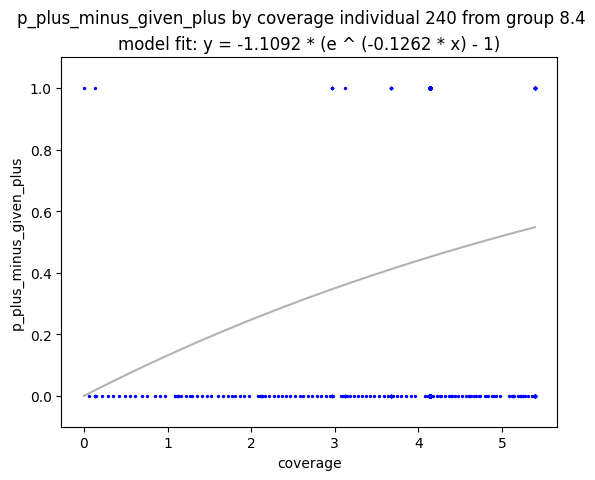 p_plus_minus_given_plus by coverage individual 240 from group 8.4
model fit: y = -1.1092 * (e ^ (-0.1262 * x) - 1)
p_plus_minus_given_plus
1.0
0.8
0.6
0.4
0.2
0.0
0 1 2 3 4 5
coverage